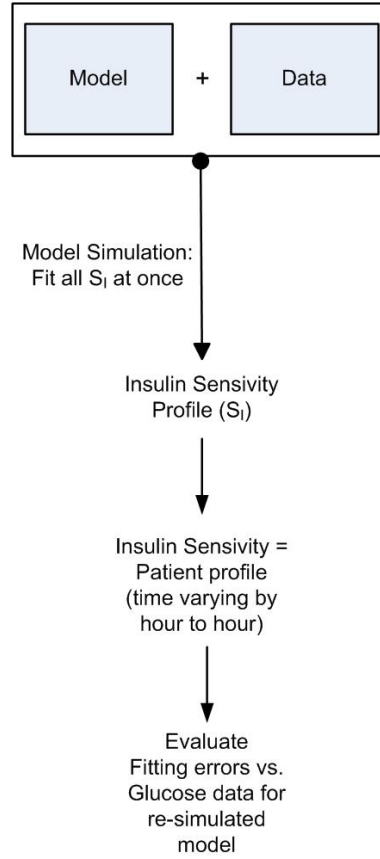 Model + Data
Model Simulation:
Fit all S_I at once
Insulin Sensivity
Profile (S_I)
Insulin Sensitivity =
Patient profile
(time varying by
hour to hour)
Evaluate
Fitting errors vs.
Glucose data for
re-simulated
model